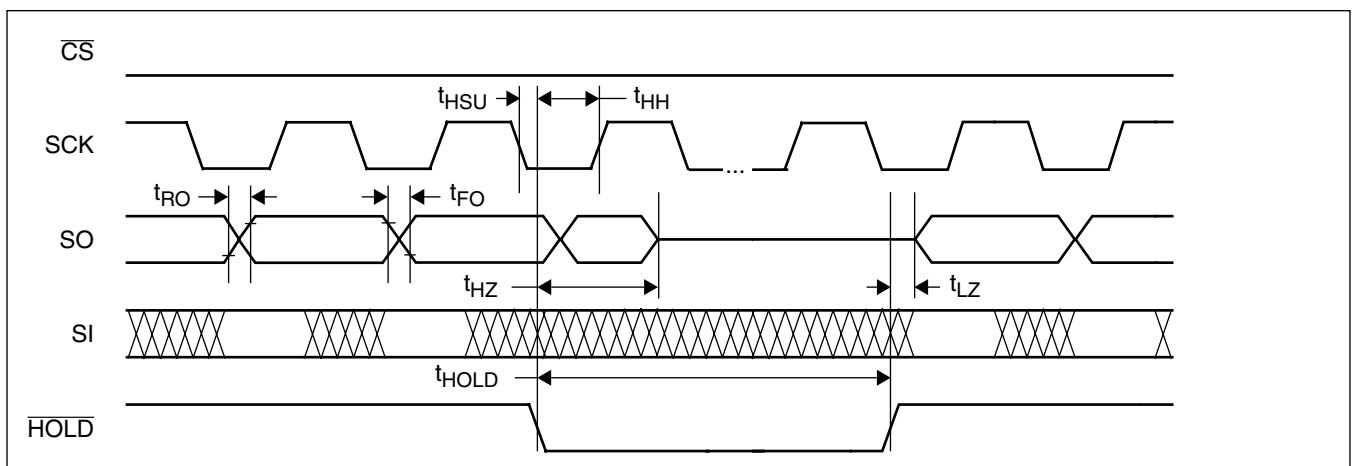 CS
tHSU
tHH
SCK
...
tRO
tFO
SO
tHZ
tLZ
SI
tHOLD
HOLD